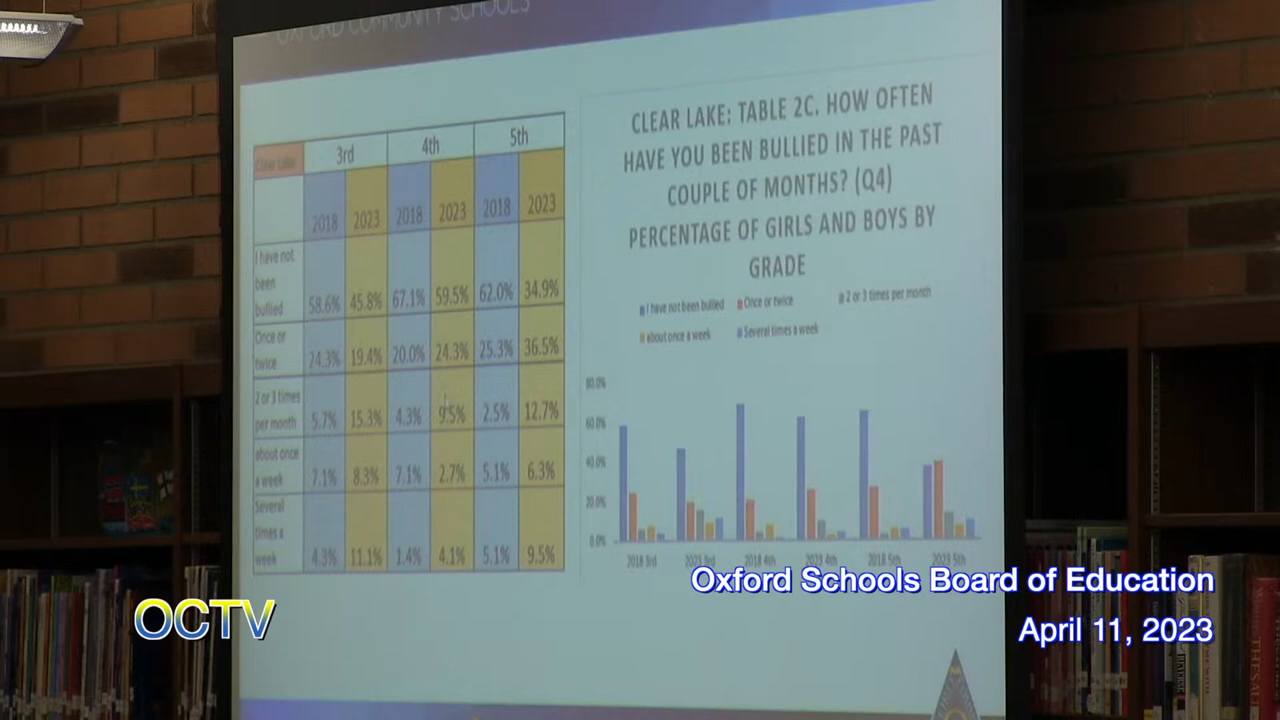 OXFORD COMMUNITY SCHOOLS
Clear Lake 3rd 4th 5th
2018 2023 2018 2023 2018 2023
I have not been bullied 58.6% 45.8% 67.1% 59.5% 62.0% 34.9%
Once or twice 24.3% 19.4% 20.0% 24.3% 25.3% 36.5%
2 or 3 times per month 5.7% 15.3% 4.3% 9.5% 2.5% 12.7%
about once a week 7.1% 8.3% 7.1% 2.7% 5.1% 6.3%
Several times a week 4.3% 11.1% 1.4% 4.1% 5.1% 9.5%
CLEAR LAKE: TABLE 2C. HOW OFTEN
HAVE YOU BEEN BULLIED IN THE PAST
COUPLE OF MONTHS? (Q4)
PERCENTAGE OF GIRLS AND BOYS BY
GRADE
I have not been bullied Once or twice 2 or 3 times per month
about once a week Several times a week
80.0%
60.0%
40.0%
20.0%
0.0%
2018 3rd 2023 3rd 2018 4th 2023 4th 2018 5th 2023 5th
Oxford Schools Board of Education
April 11, 2023
OCTV